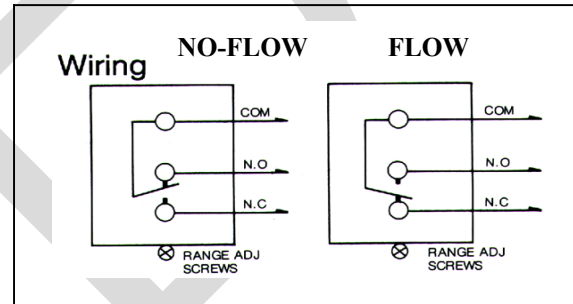 NO-FLOW FLOW
Wiring
COM
N.O
N.C
RANGE ADJ
SCREWS
COM
N.O
N.C
RANGE ADJ
SCREWS